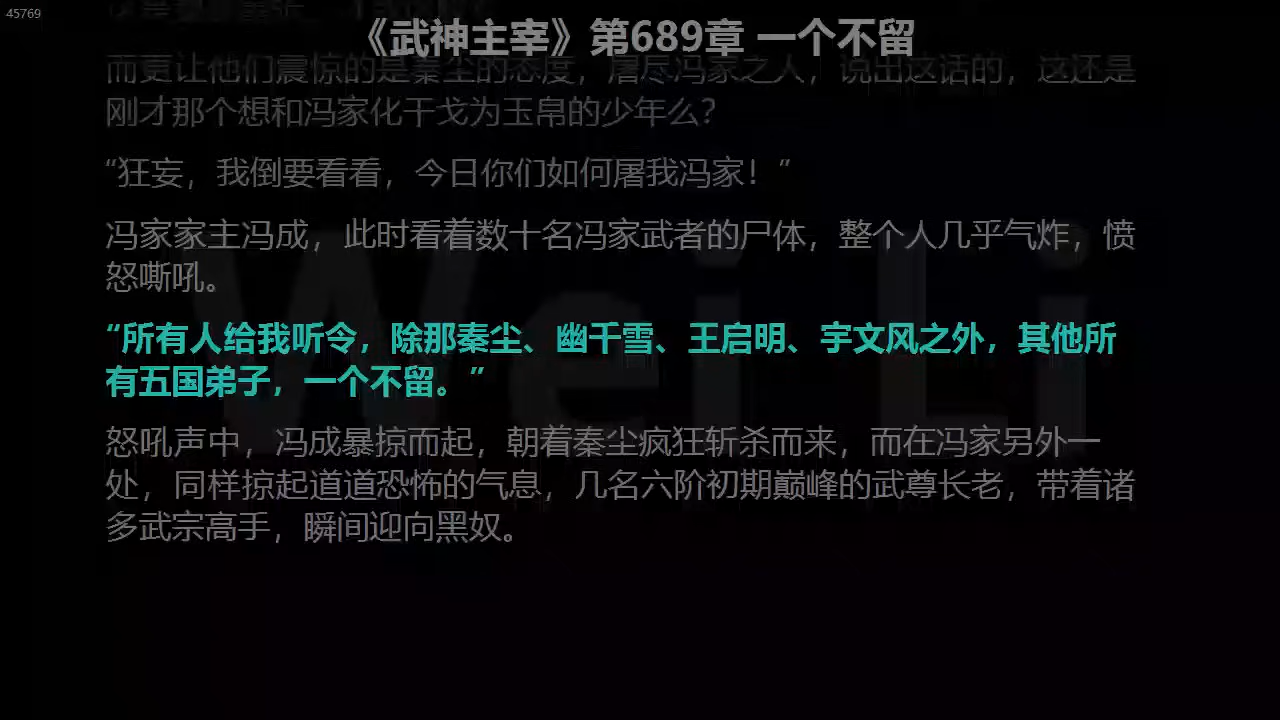 45769
《武神主宰》第689章 一个不留
而更让他们震惊的是秦尘的态度，屠尽冯家之人，说出这话的，这还是
刚才那个想和冯家化干戈为玉帛的少年么？
“狂妄，我倒要看看，今日你们如何屠我冯家！”
冯家家主冯成，此时看着数十名冯家武者的尸体，整个人几乎气炸，愤
怒嘶吼。
“所有人给我听令，除那秦尘、幽千雪、王启明、宇文风之外，其他所
有五国弟子，一个不留。”
怒吼声中，冯成暴掠而起，朝着秦尘疯狂斩杀而来，而在冯家另外一
处，同样掠起道道恐怖的气息，几名六阶初期巅峰的武尊长老，带着诸
多武宗高手，瞬间迎向黑奴。
Wei Li